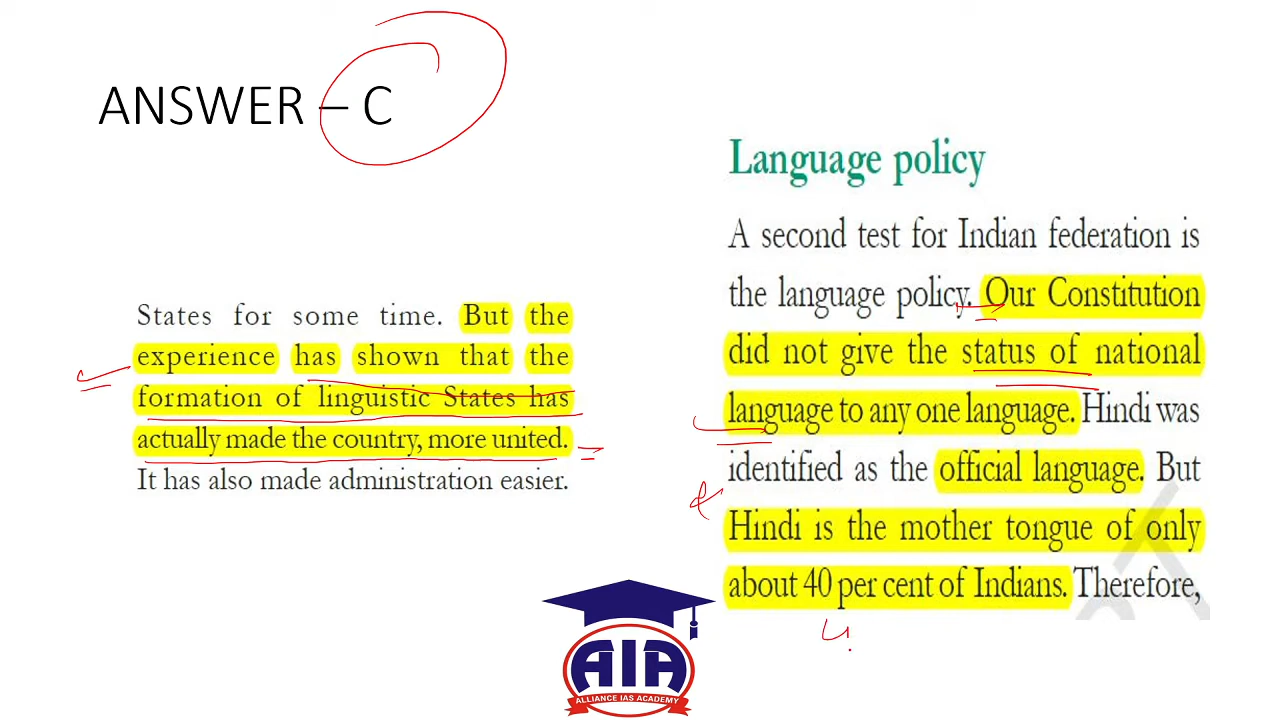 ANSWER – C
States for some time. But the
experience has shown that the
formation of linguistic States has
actually made the country, more united.
It has also made administration easier.
Language policy
A second test for Indian federation is
the language policy. Our Constitution
did not give the status of national
language to any one language. Hindi was
identified as the official language. But
Hindi is the mother tongue of only
about 40 per cent of Indians. Therefore,
AIA
ALLIANCE IAS ACADEMY